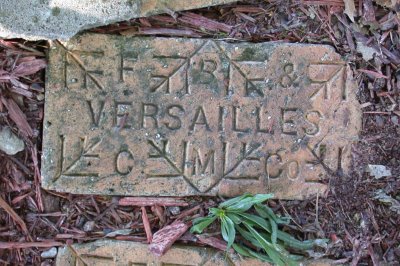 F. B. &
VERSAILLES
C. M. Co.